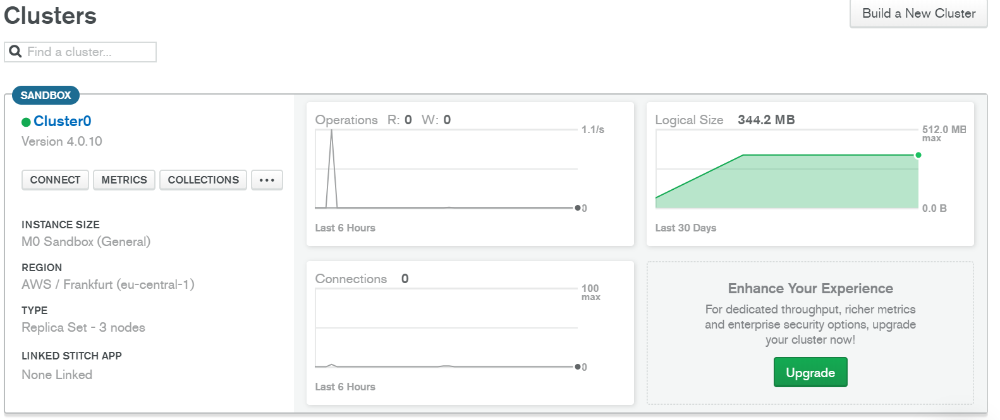 Clusters
Build a New Cluster
Find a cluster...
SANDBOX
Cluster0
Version 4.0.10
CONNECT
METRICS
COLLECTIONS
...
INSTANCE SIZE
M0 Sandbox (General)
REGION
AWS / Frankfurt (eu-central-1)
TYPE
Replica Set - 3 nodes
LINKED STITCH APP
None Linked
Operations R: 0 W: 0
1.1/s
0
Last 6 Hours
Logical Size 344.2 MB
512.0 MB
max
0.0 B
Last 30 Days
Connections 0
100
max
0
Last 6 Hours
Enhance Your Experience
For dedicated throughput, richer metrics
and enterprise security options, upgrade
your cluster now!
Upgrade